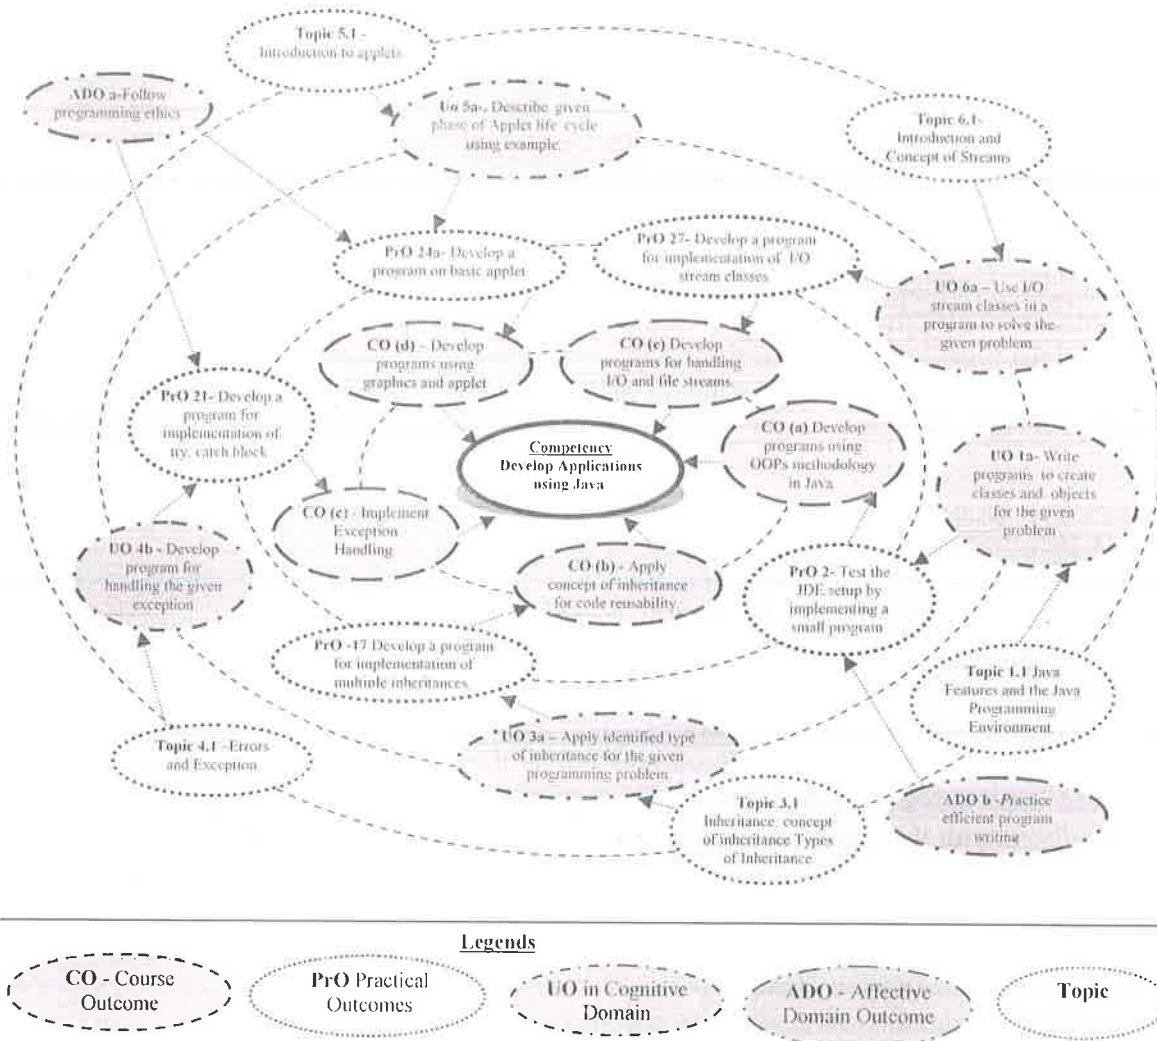 Topic 5.1 -
Introduction to applets
ADO a-Follow
programming ethics
Uo 5a-. Describe given
phase of Applet life cycle
using example.
Topic 6.1-
Introduction and
Concept of Streams
PrO 24a- Develop a
program on basic applet
PrO 27- Develop a program
for implementation of I/O
stream classes.
UO 6a – Use I/O
stream classes in a
program to solve the
given problem
CO (d) – Develop
programs using
graphics and applet
CO (e) Develop
programs for handling
I/O and file streams.
PrO 21- Develop a
program for
implementation of
try, catch block
Competency
Develop Applications
using Java
CO (a) Develop
programs using
OOPs methodology
in Java
UO 1a- Write
programs to create
classes and objects
for the given
problem
CO (c) - Implement
Exception
Handling
UO 4b - Develop
program for
handling the given
exception
CO (b) - Apply
concept of inheritance
for code reusability.
PrO 2- Test the
JDE setup by
implementing a
small program
PrO -17 Develop a program
for implementation of
multiple inheritances.
Topic 1.1 Java
Features and the Java
Programming
Environment
Topic 4.1 -Errors
and Exception
UO 3a – Apply identified type
of inheritance for the given
programming problem
Topic 3.1
Inheritance: concept
of inheritance Types
of Inheritance
ADO b -Practice
efficient program
writing
Legends
CO - Course
Outcome
PrO Practical
Outcomes
UO in Cognitive
Domain
ADO - Affective
Domain Outcome
Topic